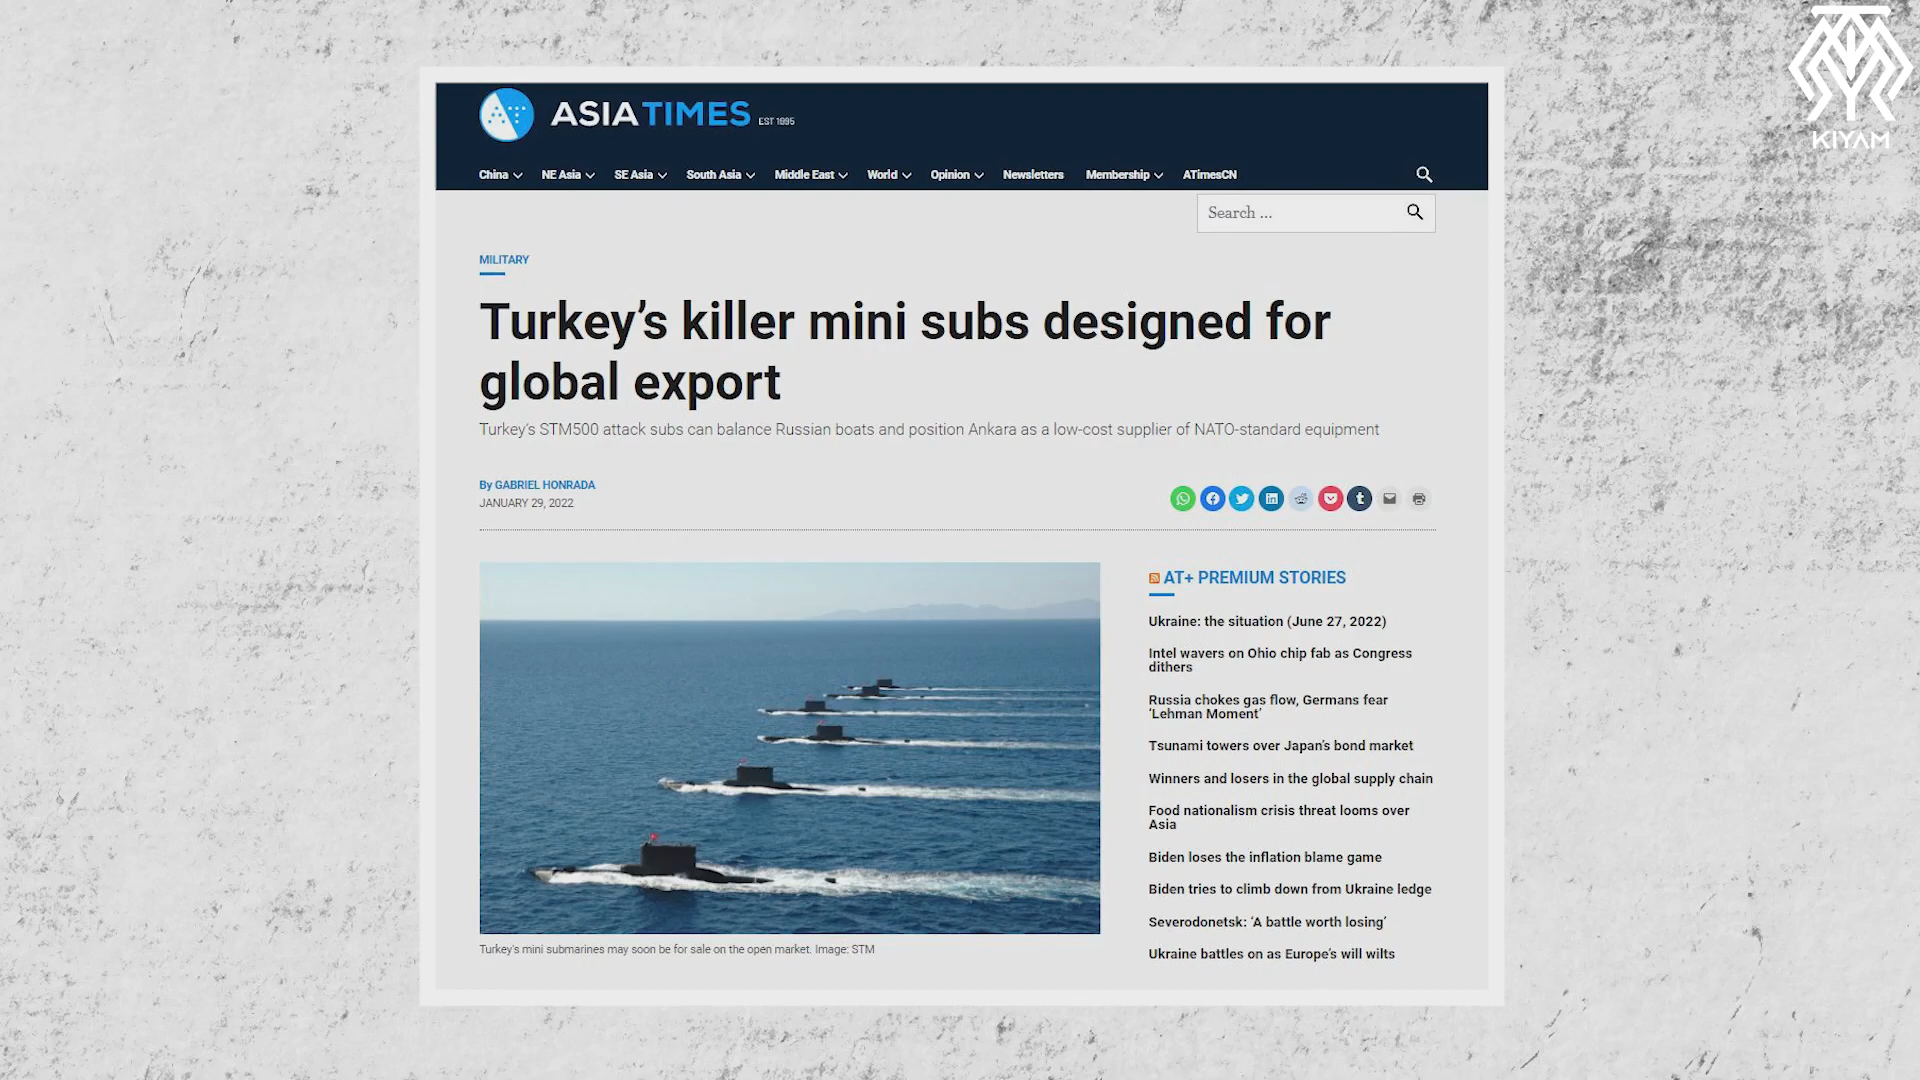 KIYAM
ASIA TIMES EST 1995
China NE Asia SE Asia South Asia Middle East World Opinion Newsletters Membership ATimesCN
Search ...
MILITARY
Turkey’s killer mini subs designed for
global export
Turkey’s STM500 attack subs can balance Russian boats and position Ankara as a low-cost supplier of NATO-standard equipment
By GABRIEL HONRADA
JANUARY 29, 2022
Turkey's mini submarines may soon be for sale on the open market. Image: STM
AT+ PREMIUM STORIES
Ukraine: the situation (June 27, 2022)
Intel wavers on Ohio chip fab as Congress
dithers
Russia chokes gas flow, Germans fear
‘Lehman Moment’
Tsunami towers over Japan’s bond market
Winners and losers in the global supply chain
Food nationalism crisis threat looms over
Asia
Biden loses the inflation blame game
Biden tries to climb down from Ukraine ledge
Severodonetsk: ‘A battle worth losing’
Ukraine battles on as Europe’s will wilts